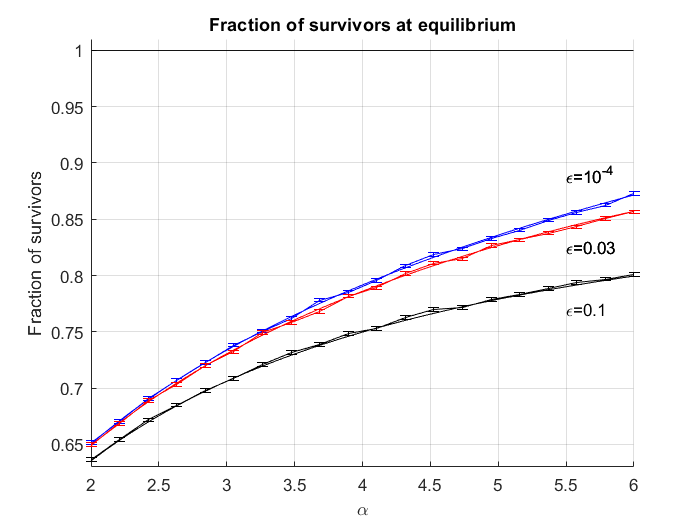 Fraction of survivors at equilibrium
Fraction of survivors
1
0.95
0.9
0.85
0.8
0.75
0.7
0.65
ϵ=10⁻⁴
ϵ=0.03
ϵ=0.1
2 2.5 3 3.5 4 4.5 5 5.5 6
α